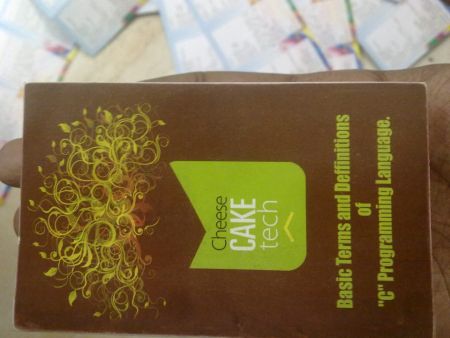 Cheese
CAKE
tech
Basic Terms and Deffinitions
of
"C" Programming Language.